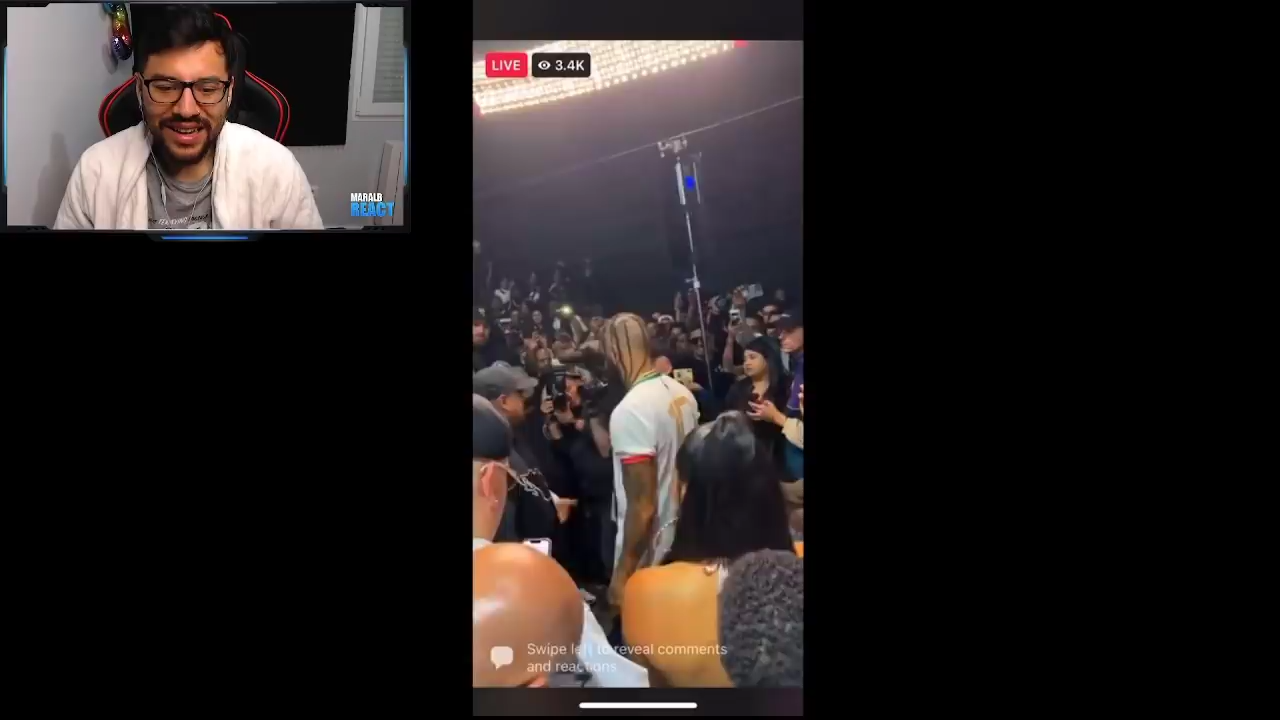 MARALB
REACT
LIVE
3.4K
Swipe left to reveal comments
and reactions